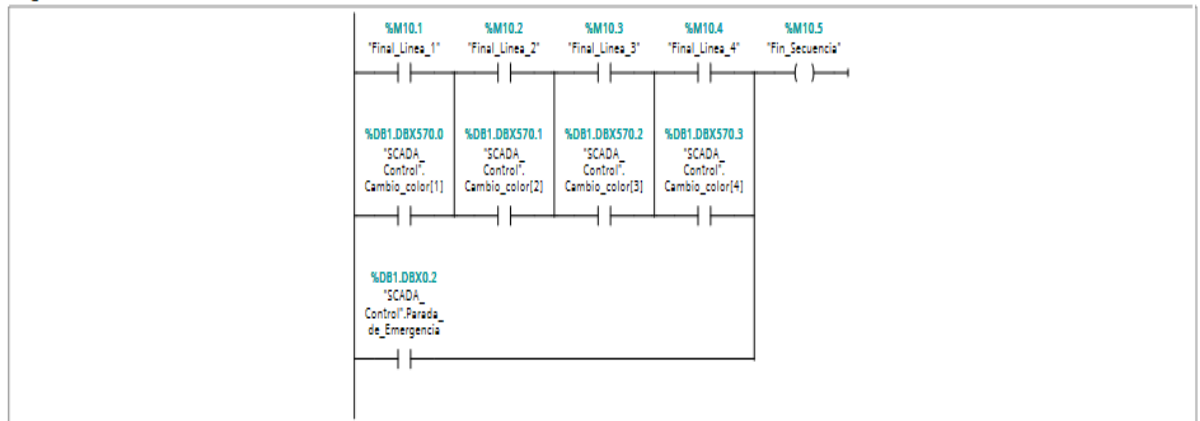 %M10.1 %M10.2 %M10.3 %M10.4 %M10.5
"Final_Linea_1" "Final_Linea_2" "Final_Linea_3" "Final_Linea_4" "Fin_Secuencia"
%DB1.DBX570.0 %DB1.DBX570.1 %DB1.DBX570.2 %DB1.DBX570.3
"SCADA_ "SCADA_ "SCADA_ "SCADA_
Control". Control". Control". Control".
Cambio_color[1] Cambio_color[2] Cambio_color[3] Cambio_color[4]
%DB1.DBX0.2
"SCADA_
Control".Parada_
de_Emergencia